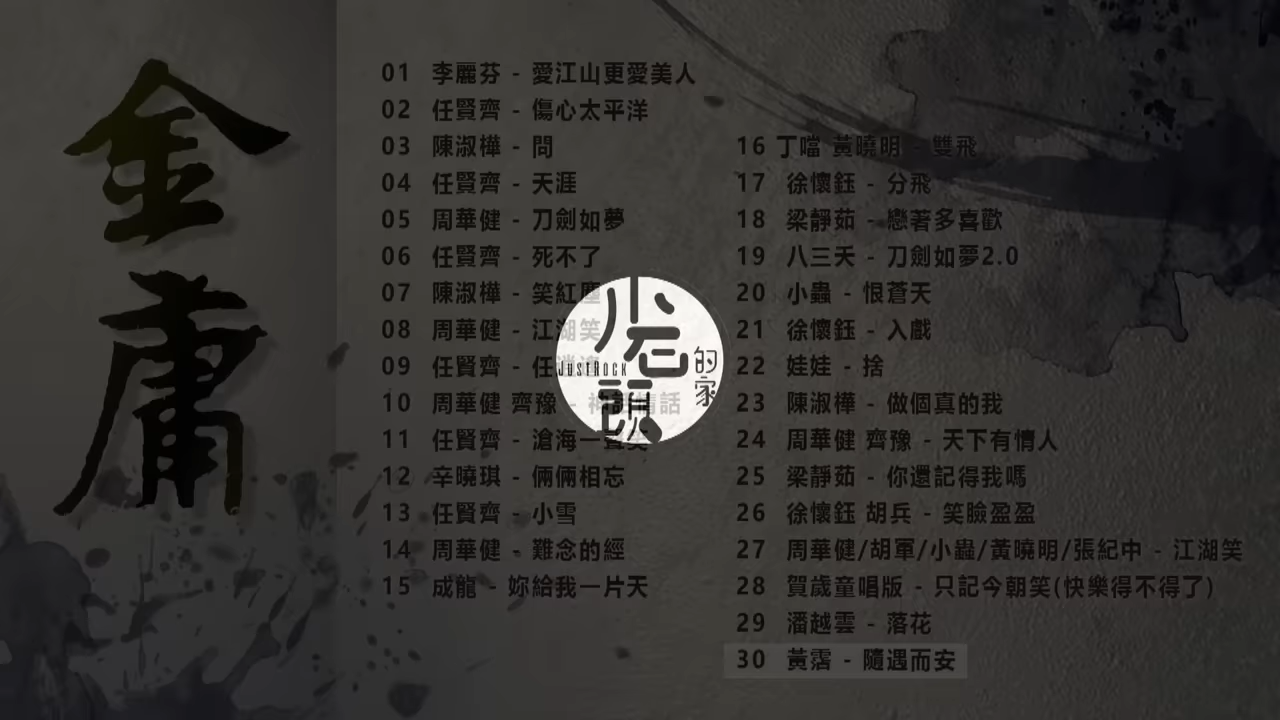 金庸
01 李麗芬 - 愛江山更愛美人
02 任賢齊 - 傷心太平洋
03 陳淑樺 - 問
04 任賢齊 - 天涯
05 周華健 - 刀劍如夢
06 任賢齊 - 死不了
07 陳淑樺 - 笑紅塵
08 周華健 - 江湖笑
09 任賢齊 - 任逍遙
10 周華健 齊豫 - 神話情話
11 任賢齊 - 滄海一聲笑
12 辛曉琪 - 倆倆相忘
13 任賢齊 - 小雪
14 周華健 - 難念的經
15 成龍 - 妳給我一片天
16 丁噹 黃曉明 - 雙飛
17 徐懷鈺 - 分飛
18 梁靜茹 - 戀著多喜歡
19 八三夭 - 刀劍如夢2.0
20 小蟲 - 恨蒼天
21 徐懷鈺 - 入戲
22 娃娃 - 捨
23 陳淑樺 - 做個真的我
24 周華健 齊豫 - 天下有情人
25 梁靜茹 - 你還記得我嗎
26 徐懷鈺 胡兵 - 笑臉盈盈
27 周華健/胡軍/小蟲/黃曉明/張紀中 - 江湖笑
28 賀歲童唱版 - 只記今朝笑(快樂得不得了)
29 潘越雲 - 落花
30 黃霑 - 隨遇而安
小石頭的家
JUSTROCK